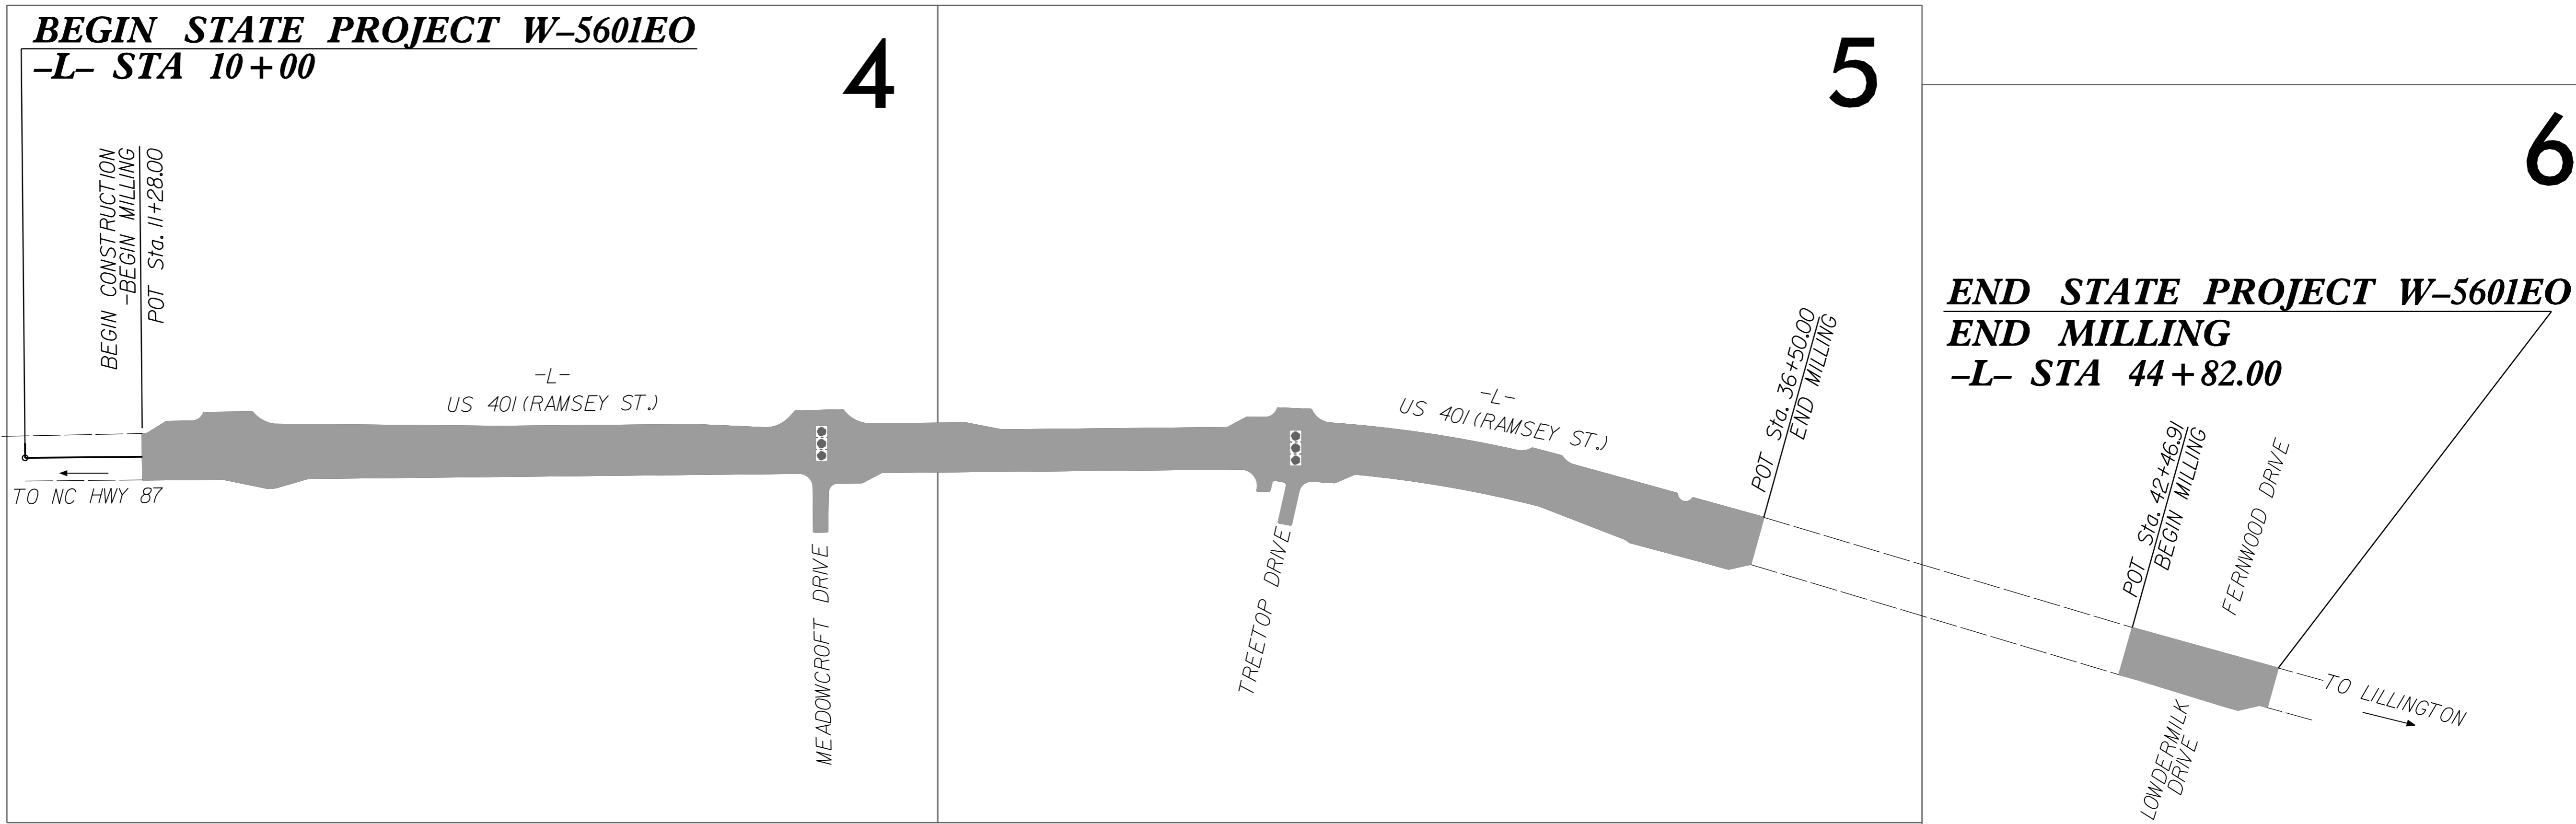 BEGIN STATE PROJECT W-5601EO
-L- STA 10+00
4
5
6
BEGIN CONSTRUCTION
-BEGIN MILLING
POT Sta. 11+28.00
-L-
US 401 (RAMSEY ST.)
TO NC HWY 87
MEADOWCROFT DRIVE
TREETOP DRIVE
-L-
US 401 (RAMSEY ST.)
POT Sta. 36+50.00
END MILLING
END STATE PROJECT W-5601EO
END MILLING
-L- STA 44+82.00
POT Sta. 42+46.91
BEGIN MILLING
FERNWOOD DRIVE
LOWDERMILK
DRIVE
TO LILLINGTON